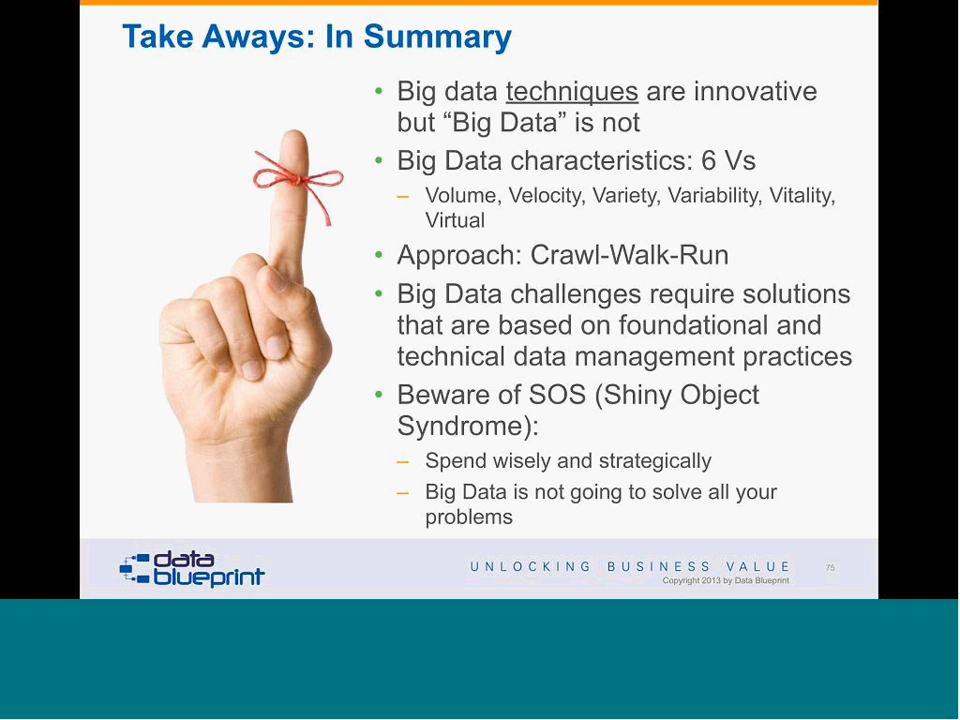 Take Aways: In Summary
• Big data techniques are innovative
but “Big Data” is not
• Big Data characteristics: 6 Vs
– Volume, Velocity, Variety, Variability, Vitality,
Virtual
• Approach: Crawl-Walk-Run
• Big Data challenges require solutions
that are based on foundational and
technical data management practices
• Beware of SOS (Shiny Object
Syndrome):
– Spend wisely and strategically
– Big Data is not going to solve all your
problems
data
blueprint
UNLOCKING BUSINESS VALUE
75
Copyright 2013 by Data Blueprint